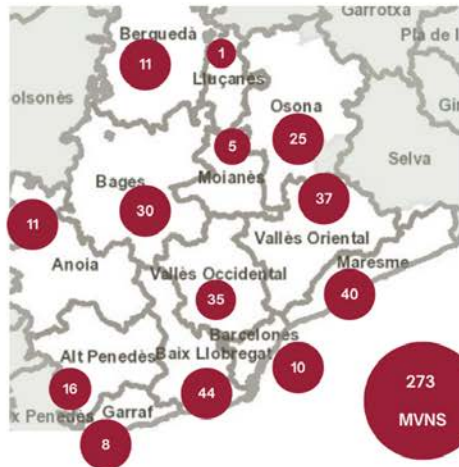 Garrotxa
Berguedà
1
Pla de l
11
Lluçanès
olsonès
Osona
Gir
5
25
Selva
Bages
Moianès
37
30
11
Vallès Oriental
Anoia
Vallès Occidental
Maresme
35
40
Barcelonès
Alt Penedès
Baix Llobregat
10
16
44
273
MVNS
x Penedès
Garraf
8